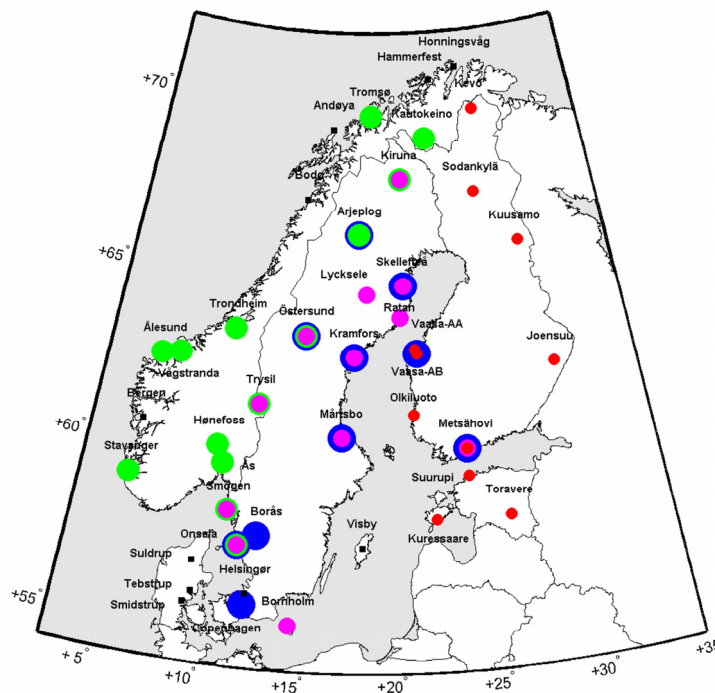 Honningsvåg
Hammerfest
Kevo
+70°
Tromsø
Andøya
Kautokeino
Kiruna
Sodankylä
Bodø
Kuusamo
Arjeplog
+65°
Skellefteå
Lycksele
Ratan
Trondheim
Östersund
Vaasa-AA
Ålesund
Kramfors
Joensuu
Vågstranda
Vaasa-AB
Trysil
Bergen
Olkiluoto
+60°
Hønefoss
Mårtsbo
Metsähovi
Stavanger
Ås
Suurupi
Smögen
Toravere
Borås
Visby
Onsala
Kuressaare
Suldrup
Helsingør
Tebstrup
+55°
Smidstrup
Bornholm
Copenhagen
+5°
+10°
+15°
+20°
+25°
+30°
+35